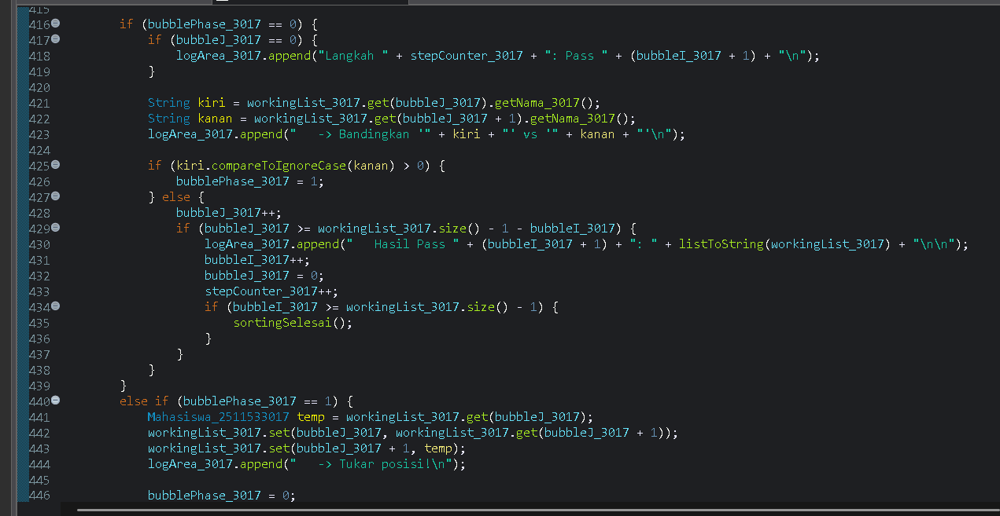 415
416 if (bubblePhase_3017 == 0) {
417 if (bubbleJ_3017 == 0) {
418 logArea_3017.append("Langkah " + stepCounter_3017 + ": Pass " + (bubbleI_3017 + 1) + "\n");
419 }
420
421 String kiri = workingList_3017.get(bubbleJ_3017).getNama_3017();
422 String kanan = workingList_3017.get(bubbleJ_3017 + 1).getNama_3017();
423 logArea_3017.append("   -> Bandingkan '" + kiri + "' vs '" + kanan + "'\n");
424
425 if (kiri.compareToIgnoreCase(kanan) > 0) {
426 bubblePhase_3017 = 1;
427 } else {
428 bubbleJ_3017++;
429 if (bubbleJ_3017 >= workingList_3017.size() - 1 - bubbleI_3017) {
430 logArea_3017.append("   Hasil Pass " + (bubbleI_3017 + 1) + ": " + listToString(workingList_3017) + "\n\n");
431 bubbleI_3017++;
432 bubbleJ_3017 = 0;
433 stepCounter_3017++;
434 if (bubbleI_3017 >= workingList_3017.size() - 1) {
435 sortingSelesai();
436 }
437 }
438 }
439 }
440 else if (bubblePhase_3017 == 1) {
441 Mahasiswa_2511533017 temp = workingList_3017.get(bubbleJ_3017);
442 workingList_3017.set(bubbleJ_3017, workingList_3017.get(bubbleJ_3017 + 1));
443 workingList_3017.set(bubbleJ_3017 + 1, temp);
444 logArea_3017.append("   -> Tukar posisi!\n");
445
446 bubblePhase_3017 = 0;